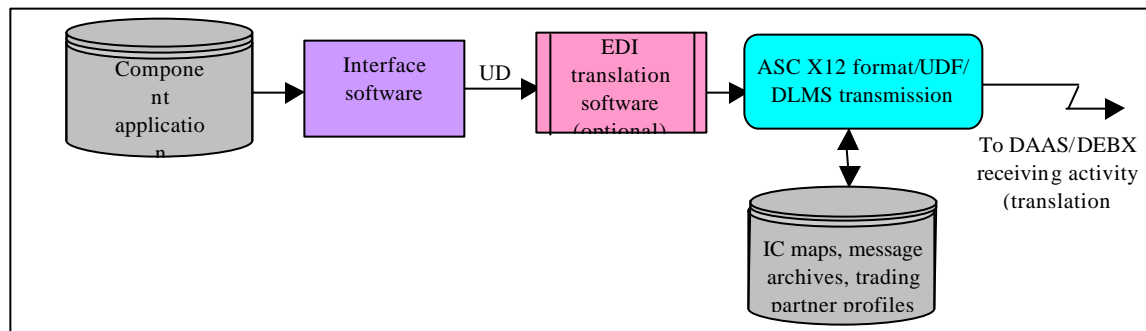 Compone
nt
applicatio
n
Interface
software
UD
EDI
translation
software
(optional)
ASC X12 format/UDF/
DLMS transmission
To DAAS/DEBX
receiving activity
(translation
IC maps, message
archives, trading
partner profiles